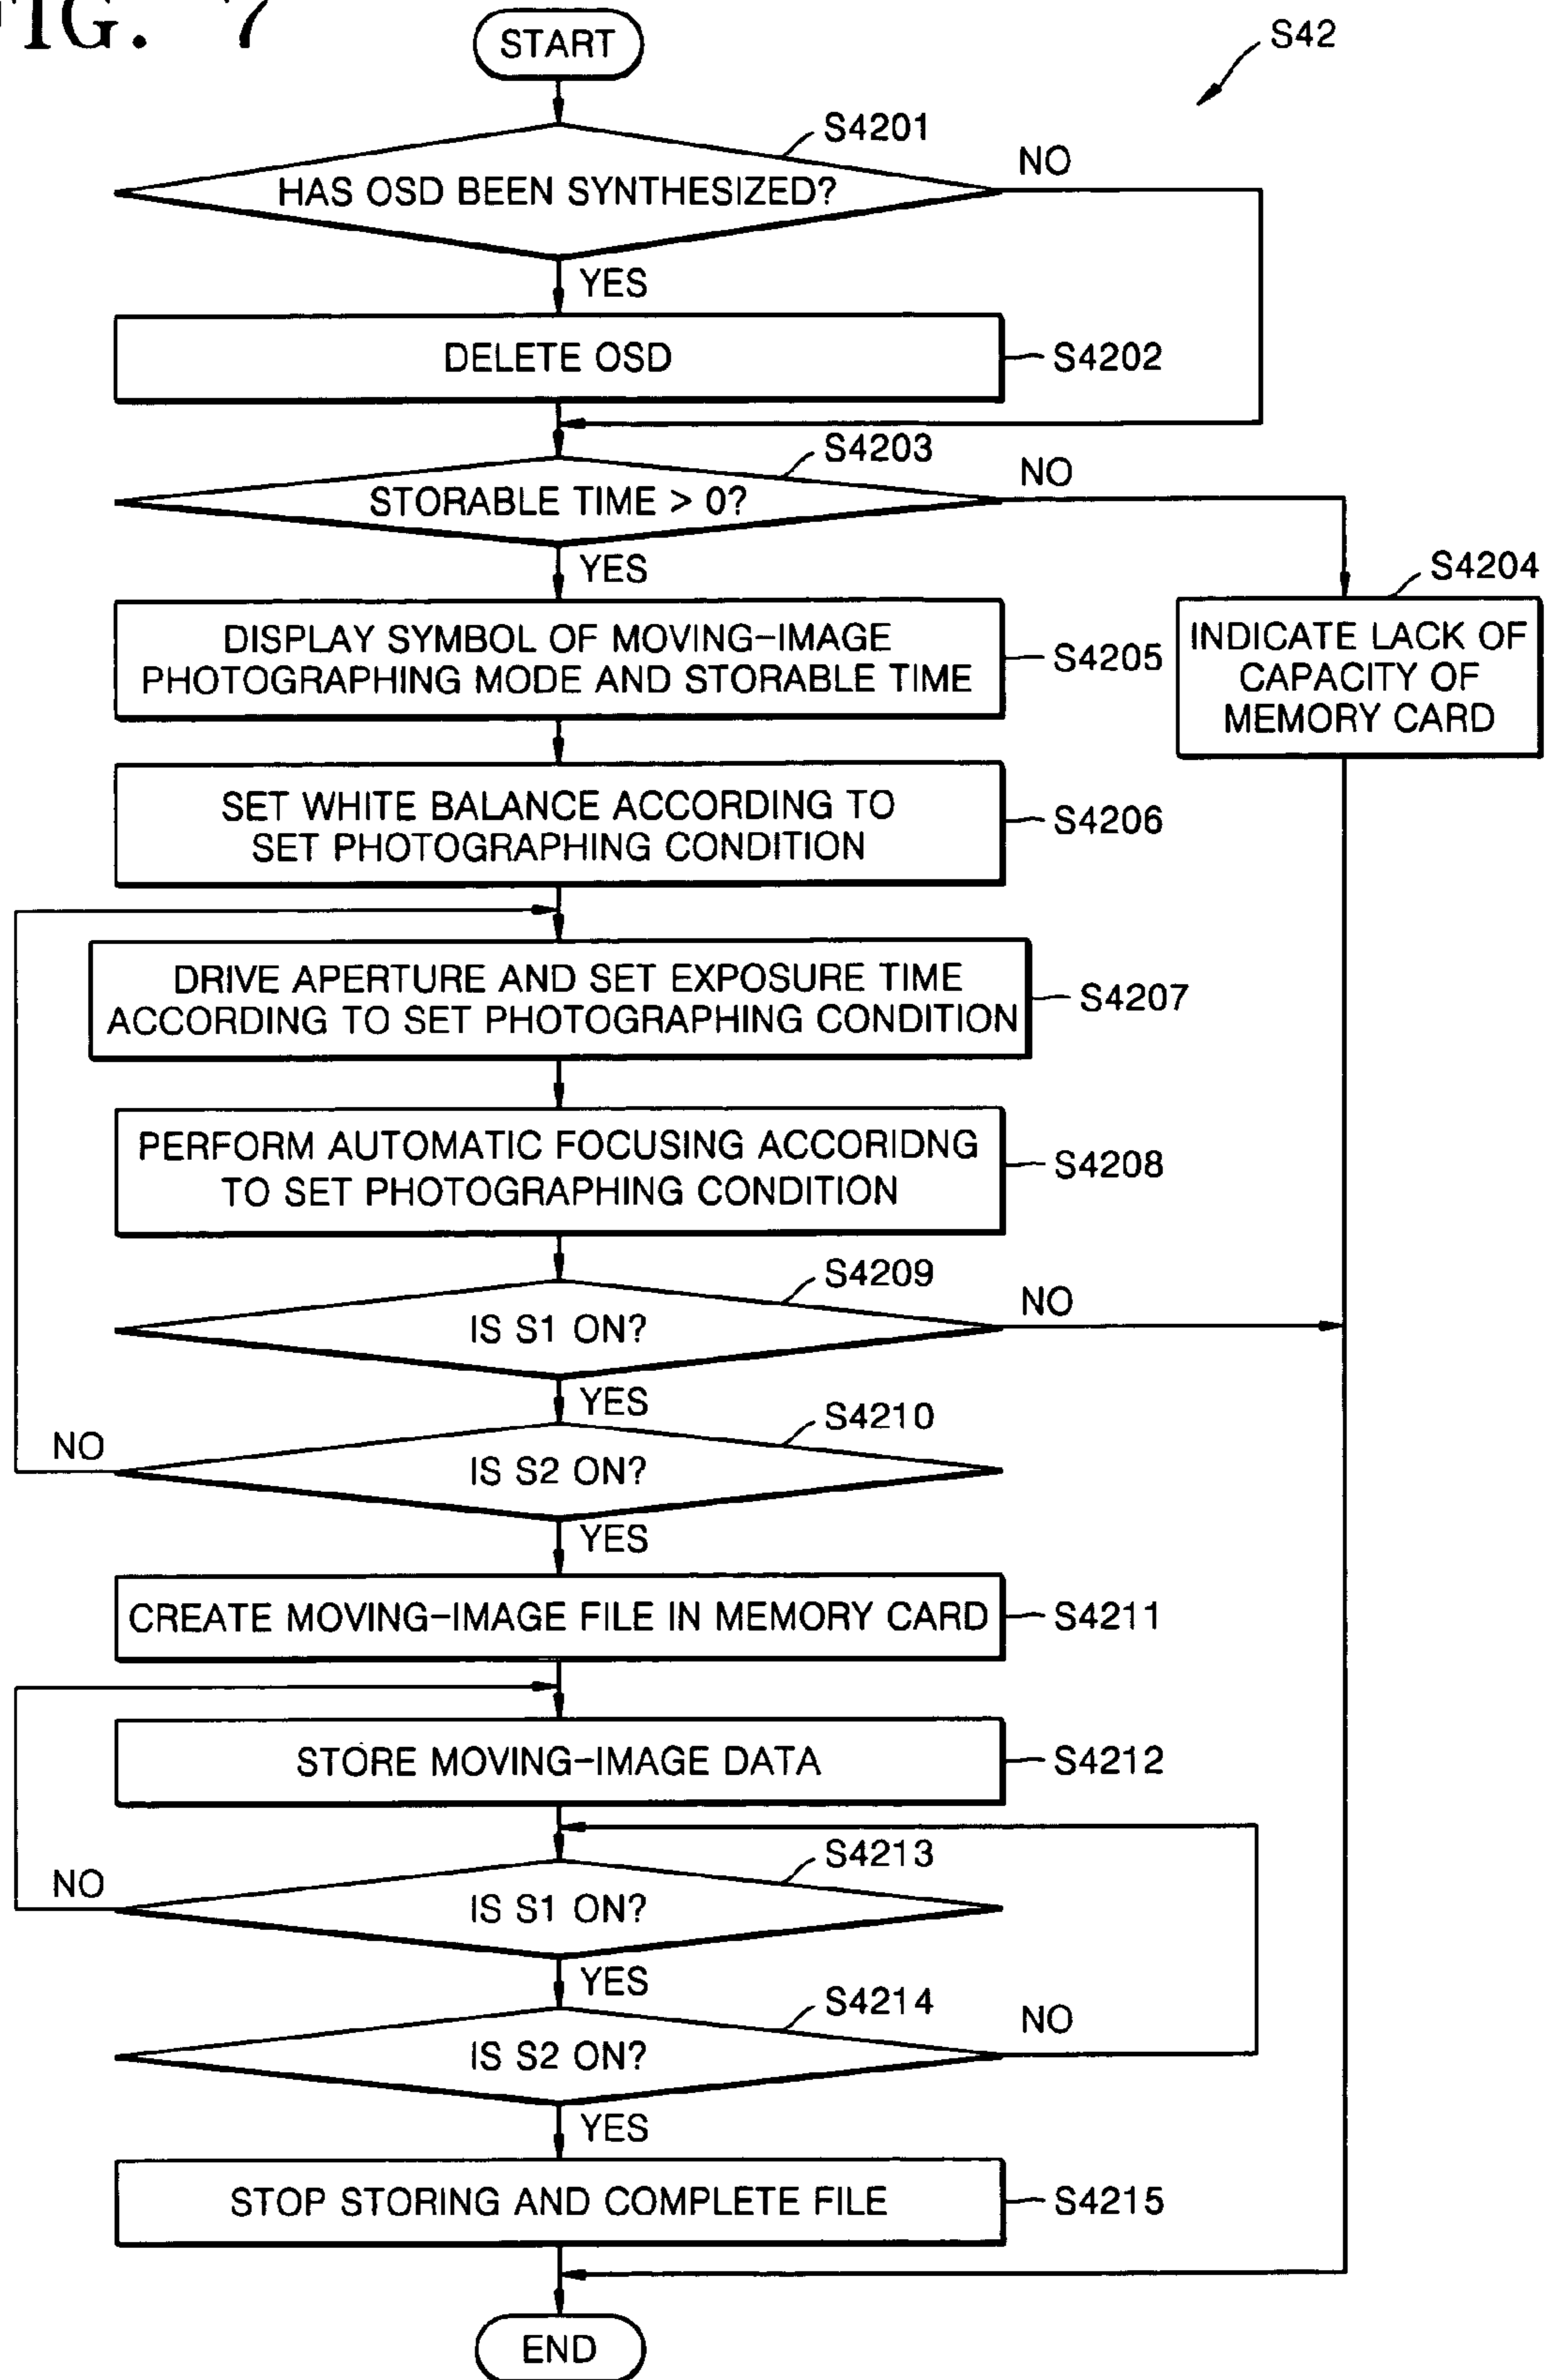 FIG. 7
START
S42
S4201
HAS OSD BEEN SYNTHESIZED?
NO
YES
DELETE OSD
S4202
S4203
STORABLE TIME > 0?
NO
YES
S4204
INDICATE LACK OF
CAPACITY OF
MEMORY CARD
DISPLAY SYMBOL OF MOVING-IMAGE
PHOTOGRAPHING MODE AND STORABLE TIME
S4205
SET WHITE BALANCE ACCORDING TO
SET PHOTOGRAPHING CONDITION
S4206
DRIVE APERTURE AND SET EXPOSURE TIME
ACCORDING TO SET PHOTOGRAPHING CONDITION
S4207
PERFORM AUTOMATIC FOCUSING ACCORIDNG
TO SET PHOTOGRAPHING CONDITION
S4208
S4209
IS S1 ON?
NO
YES
S4210
NO
IS S2 ON?
YES
CREATE MOVING-IMAGE FILE IN MEMORY CARD
S4211
STORE MOVING-IMAGE DATA
S4212
S4213
NO
IS S1 ON?
YES
S4214
IS S2 ON?
NO
YES
STOP STORING AND COMPLETE FILE
S4215
END